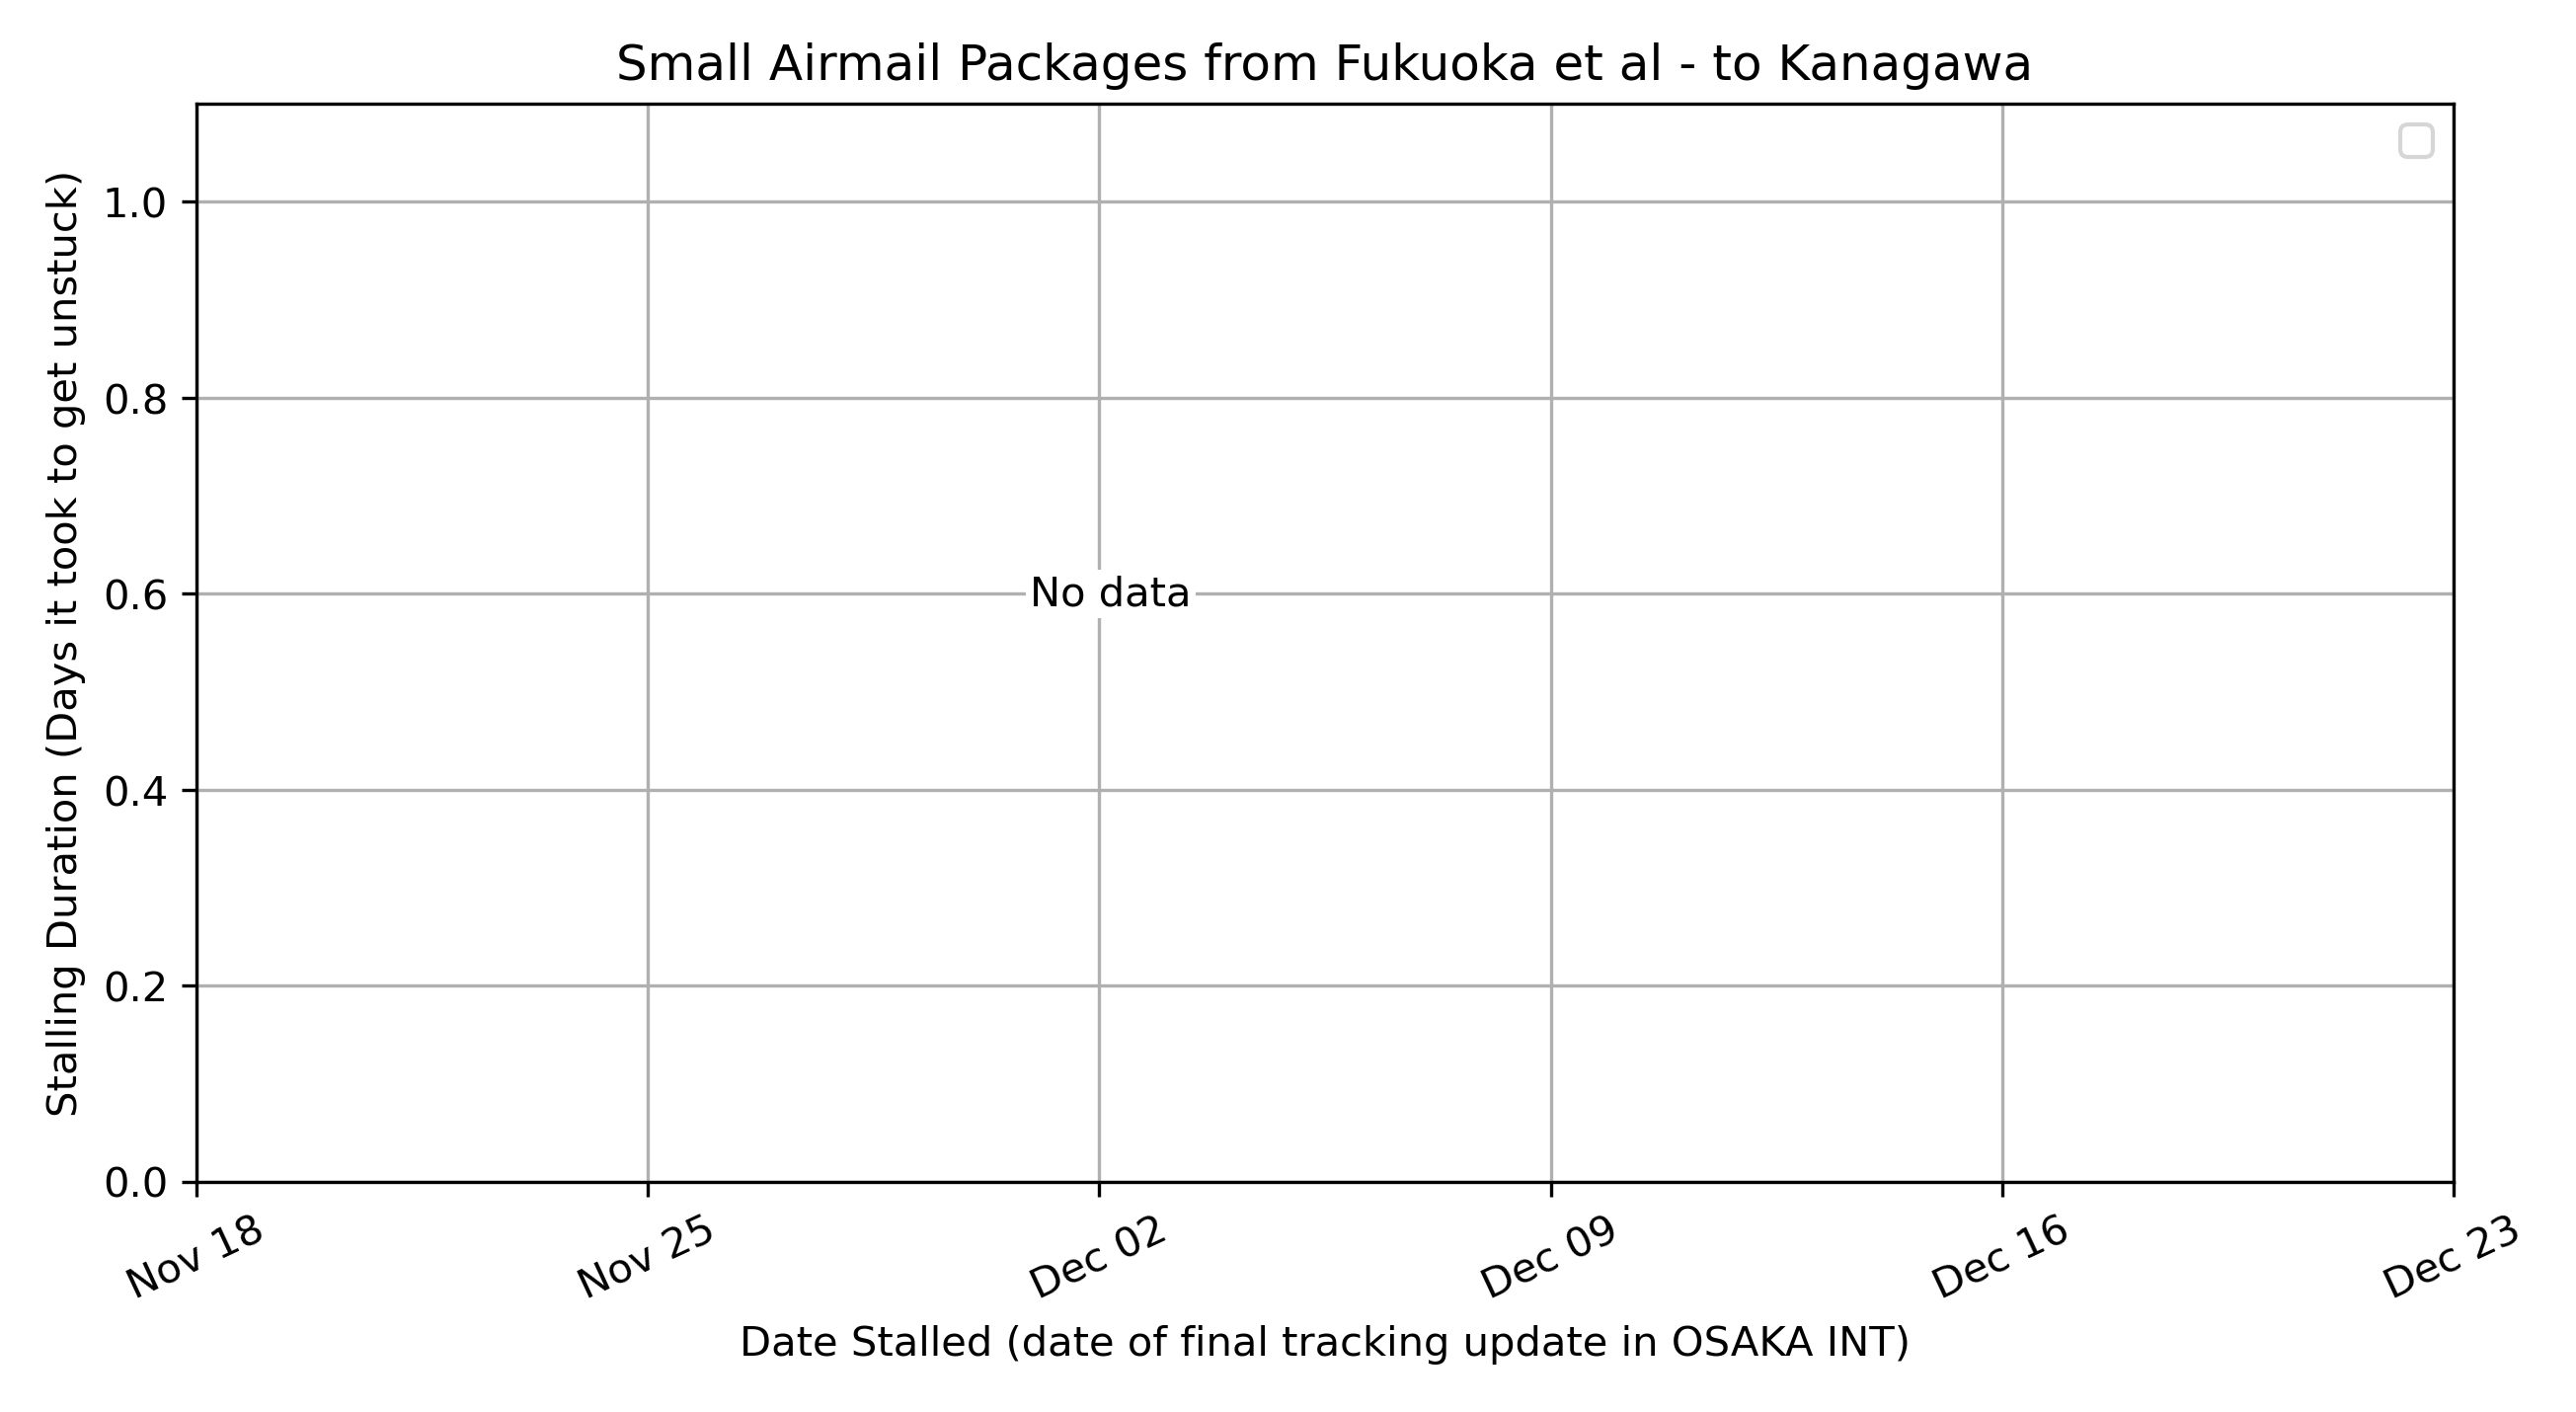 Small Airmail Packages from Fukuoka et al - to Kanagawa
Stalling Duration (Days it took to get unstuck)
1.0
0.8
0.6
0.4
0.2
0.0
No data
Nov 18
Nov 25
Dec 02
Dec 09
Dec 16
Dec 23
Date Stalled (date of final tracking update in OSAKA INT)